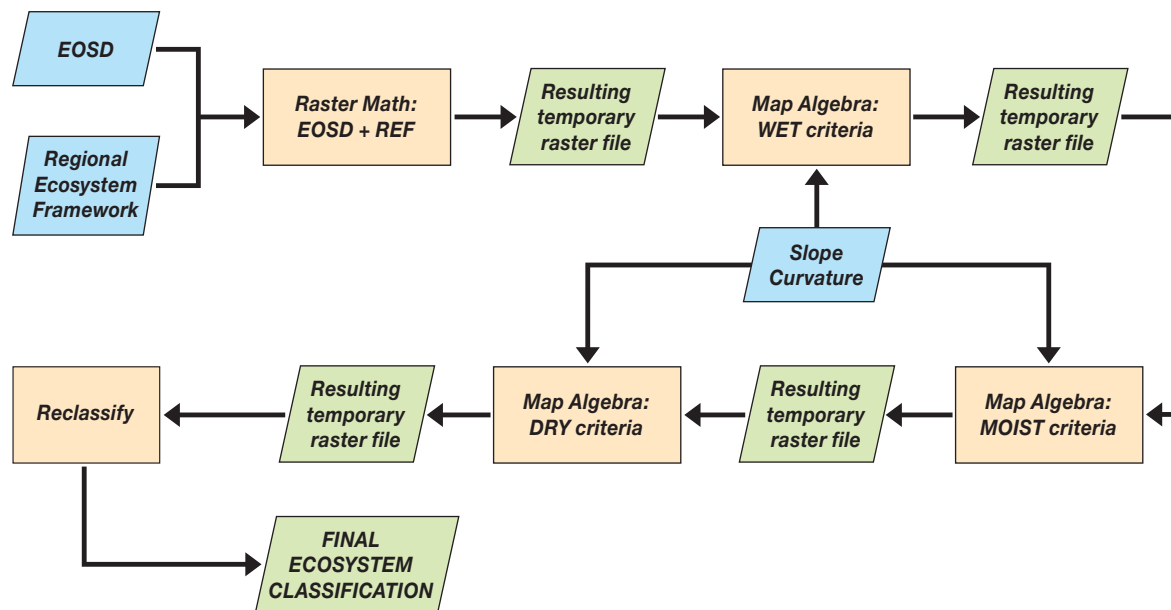 EOSD
Regional
Ecosystem
Framework
Raster Math:
EOSD + REF
Resulting
temporary
raster file
Map Algebra:
WET criteria
Resulting
temporary
raster file
Slope
Curvature
Map Algebra:
MOIST criteria
Resulting
temporary
raster file
Map Algebra:
DRY criteria
Resulting
temporary
raster file
Reclassify
FINAL
ECOSYSTEM
CLASSIFICATION